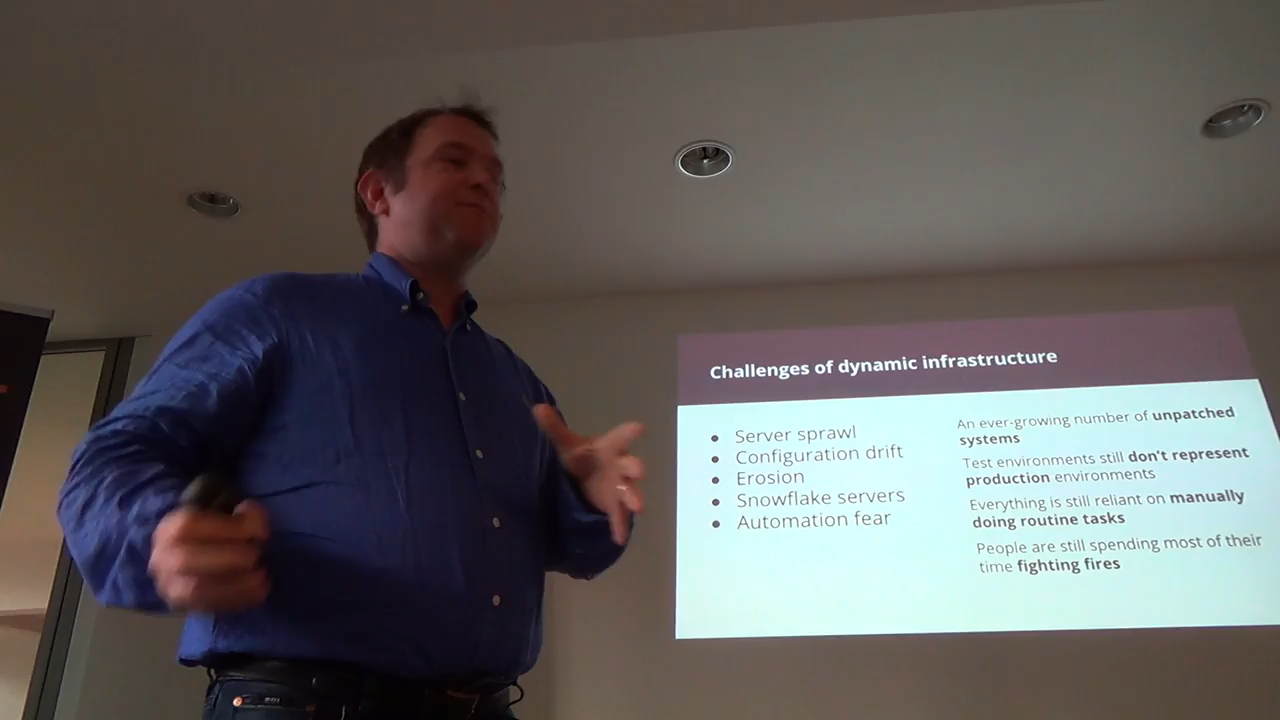 Challenges of dynamic infrastructure
Server sprawl
Configuration drift
Erosion
Snowflake servers
Automation fear
An ever-growing number of unpatched
systems
Test environments still don't represent
production environments
Everything is still reliant on manually
doing routine tasks
People are still spending most of their
time fighting fires